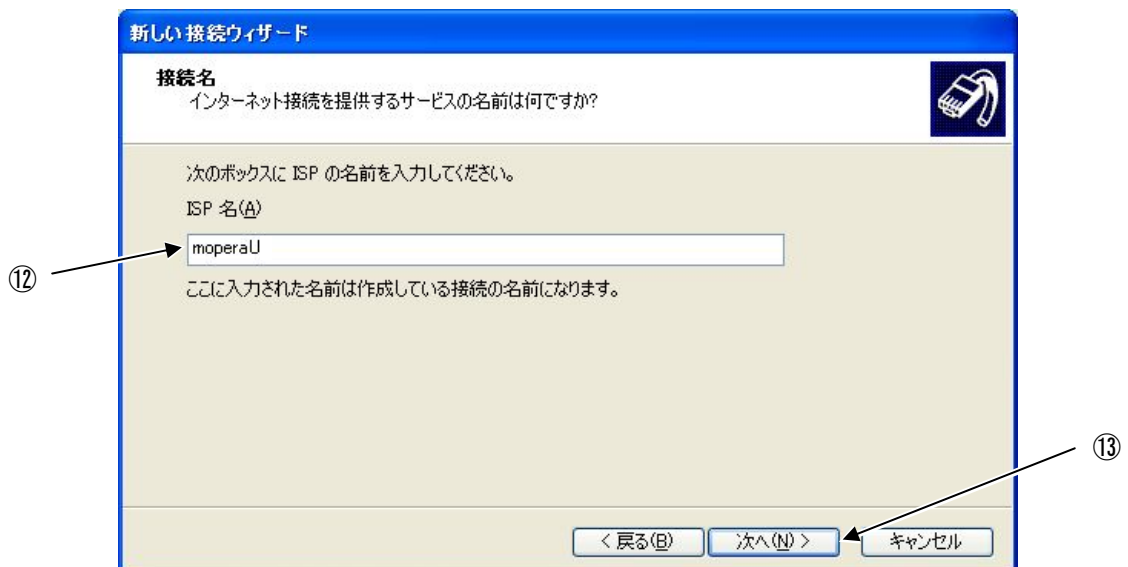 新しい接続ウィザード
接続名
インターネット接続を提供するサービスの名前は何ですか?
次のボックスに ISP の名前を入力してください。
ISP 名(A)
moperaU
⑫
ここに入力された名前は作成している接続の名前になります。
⑬
< 戻る(B) 次へ(N) > キャンセル